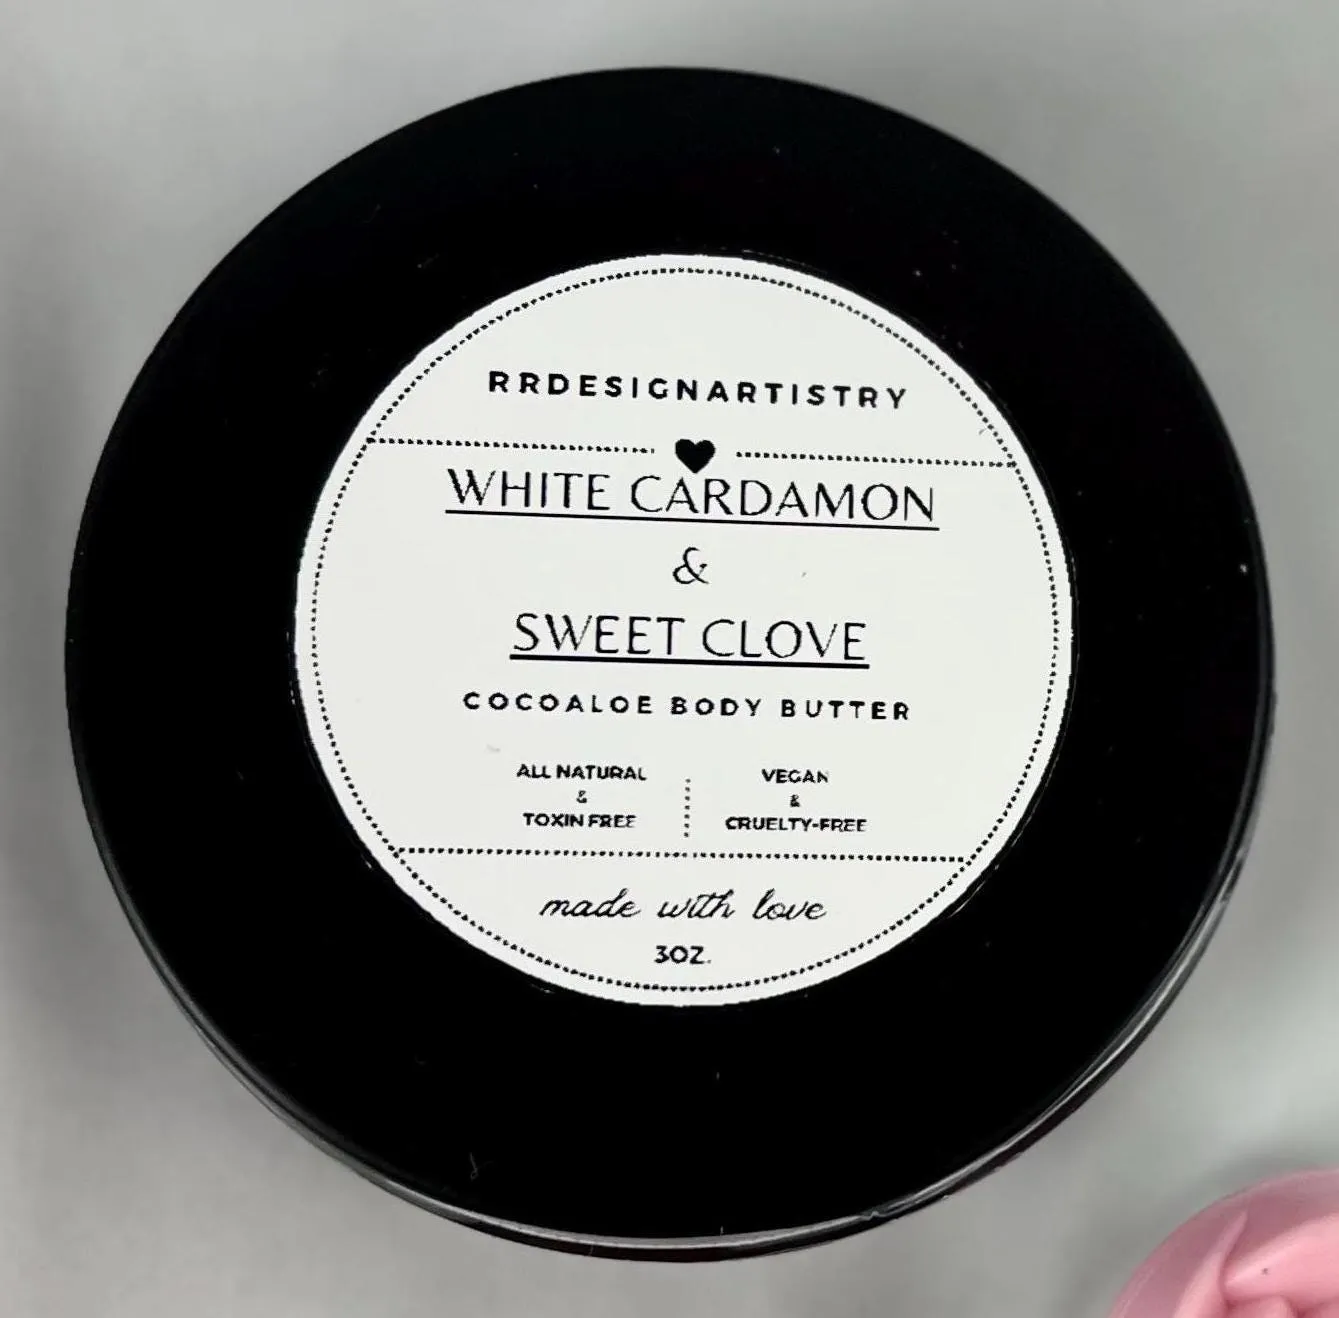 RRDESIGNARTISTRY
WHITE CARDAMON
&
SWEET CLOVE
COCOALOE BODY BUTTER
ALL NATURAL
&
TOXIN FREE
VEGAN
&
CRUELTY-FREE
made with love
3OZ.